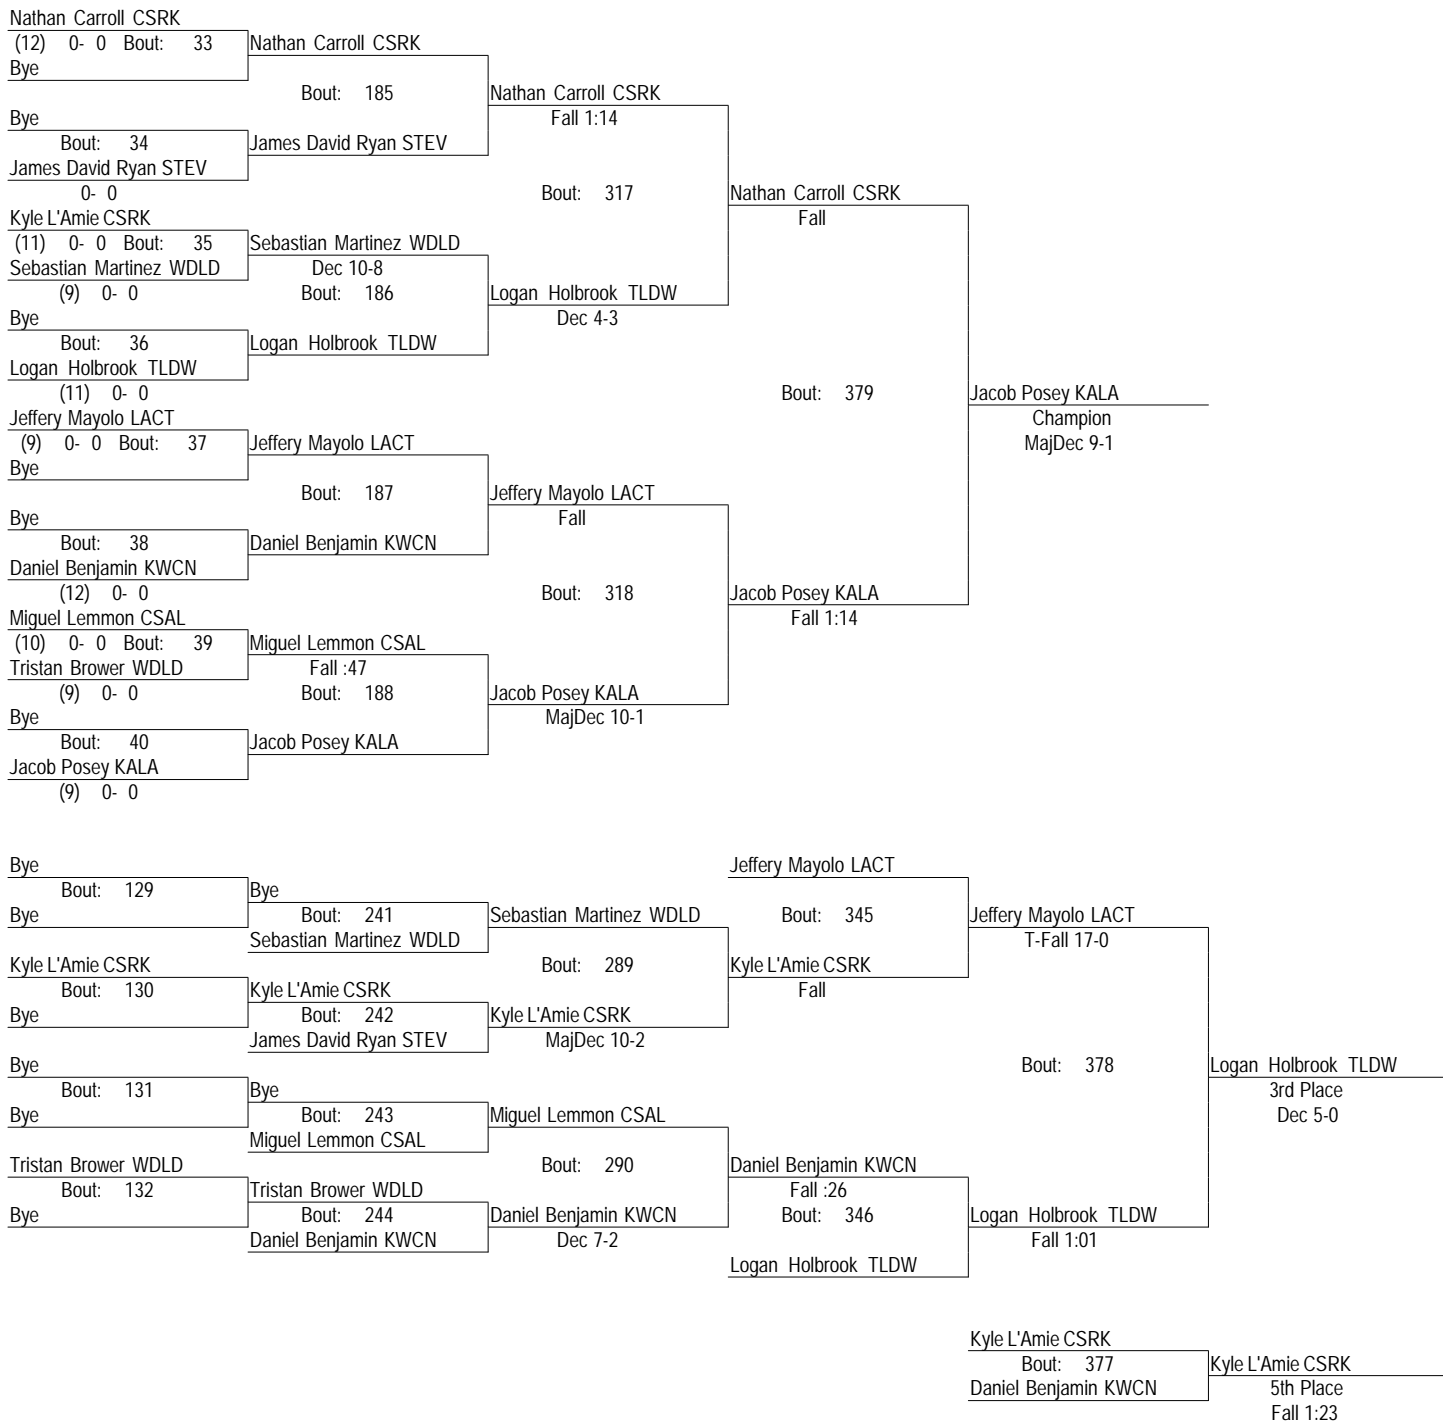 Nathan Carroll CSRK
(12) 0- 0 Bout: 33 Nathan Carroll CSRK
Bye
Bout: 185 Nathan Carroll CSRK
Bye Fall 1:14
Bout: 34 James David Ryan STEV
James David Ryan STEV
0- 0 Bout: 317 Nathan Carroll CSRK
Kyle L'Amie CSRK Fall
(11) 0- 0 Bout: 35 Sebastian Martinez WDLD
Sebastian Martinez WDLD Dec 10-8
(9) 0- 0 Bout: 186 Logan Holbrook TLDW
Bye Dec 4-3
Bout: 36 Logan Holbrook TLDW
Logan Holbrook TLDW
(11) 0- 0 Bout: 379 Jacob Posey KALA
Jeffery Mayolo LACT Champion
(9) 0- 0 Bout: 37 Jeffery Mayolo LACT MajDec 9-1
Bye
Bout: 187 Jeffery Mayolo LACT
Bye Fall
Bout: 38 Daniel Benjamin KWCN
Daniel Benjamin KWCN
(12) 0- 0 Bout: 318 Jacob Posey KALA
Miguel Lemmon CSAL Fall 1:14
(10) 0- 0 Bout: 39 Miguel Lemmon CSAL
Tristan Brower WDLD Fall :47
(9) 0- 0 Bout: 188 Jacob Posey KALA
Bye MajDec 10-1
Bout: 40 Jacob Posey KALA
Jacob Posey KALA
(9) 0- 0
Bye Jeffery Mayolo LACT
Bout: 129 Bye
Bye Bout: 241 Sebastian Martinez WDLD Bout: 345 Jeffery Mayolo LACT
Sebastian Martinez WDLD T-Fall 17-0
Kyle L'Amie CSRK Bout: 289 Kyle L'Amie CSRK
Bout: 130 Kyle L'Amie CSRK Fall
Bye Bout: 242 Kyle L'Amie CSRK
James David Ryan STEV MajDec 10-2
Bye Bout: 378 Logan Holbrook TLDW
Bout: 131 Bye 3rd Place
Bye Bout: 243 Miguel Lemmon CSAL Dec 5-0
Miguel Lemmon CSAL
Tristan Brower WDLD Bout: 290 Daniel Benjamin KWCN
Bout: 132 Tristan Brower WDLD Fall :26
Bye Bout: 244 Daniel Benjamin KWCN Bout: 346 Logan Holbrook TLDW
Daniel Benjamin KWCN Dec 7-2 Fall 1:01
Logan Holbrook TLDW
Kyle L'Amie CSRK
Bout: 377 Kyle L'Amie CSRK
Daniel Benjamin KWCN 5th Place
Fall 1:23